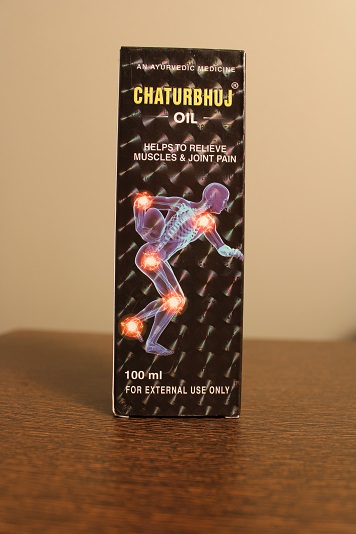 AN AYURVEDIC MEDICINE
CHATURBHUJ®
OIL
HELPS TO RELIEVE
MUSCLES & JOINT PAIN
100 ml
FOR EXTERNAL USE ONLY